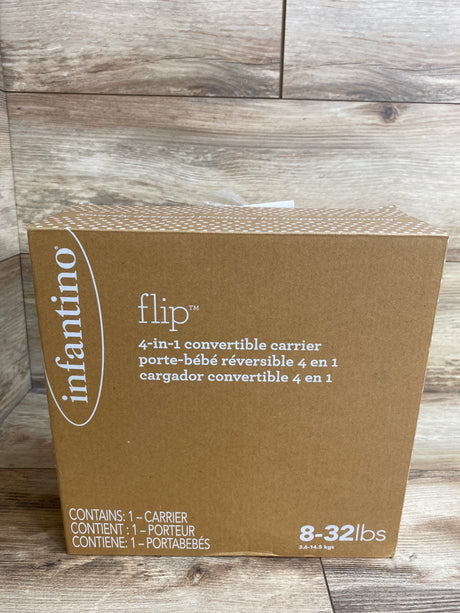 infantino®
flip™
4-in-1 convertible carrier
porte-bébé réversible 4 en 1
cargador convertible 4 en 1
CONTAINS: 1 – CARRIER
CONTIENT : 1 – PORTEUR
CONTIENE: 1 – PORTABEBÉS
8-32lbs
3.6-14.5 kgs